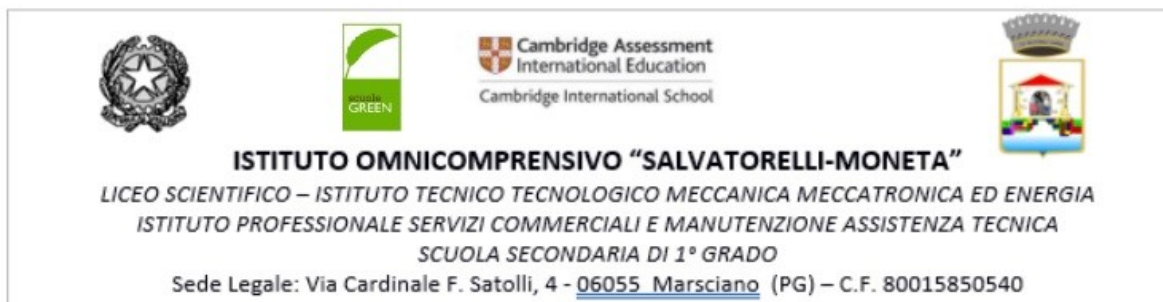 scuole
GREEN
Cambridge Assessment
International Education
Cambridge International School
ISTITUTO OMNICOMPRENSIVO “SALVATORELLI-MONETA”
LICEO SCIENTIFICO – ISTITUTO TECNICO TECNOLOGICO MECCANICA MECCATRONICA ED ENERGIA
ISTITUTO PROFESSIONALE SERVIZI COMMERCIALI E MANUTENZIONE ASSISTENZA TECNICA
SCUOLA SECONDARIA DI 1° GRADO
Sede Legale: Via Cardinale F. Satolli, 4 - 06055 Marsciano (PG) – C.F. 80015850540